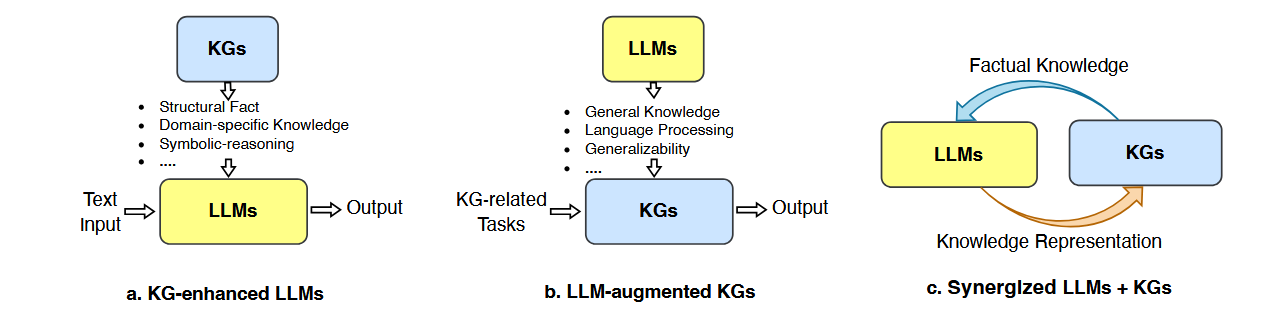 KGs
• Structural Fact
• Domain-specific Knowledge
• Symbolic-reasoning
• ....
Text
Input
LLMs
Output
a. KG-enhanced LLMs
LLMs
• General Knowledge
• Language Processing
• Generalizability
• ....
KG-related
Tasks
KGs
Output
b. LLM-augmented KGs
Factual Knowledge
LLMs
KGs
Knowledge Representation
c. Synergized LLMs + KGs